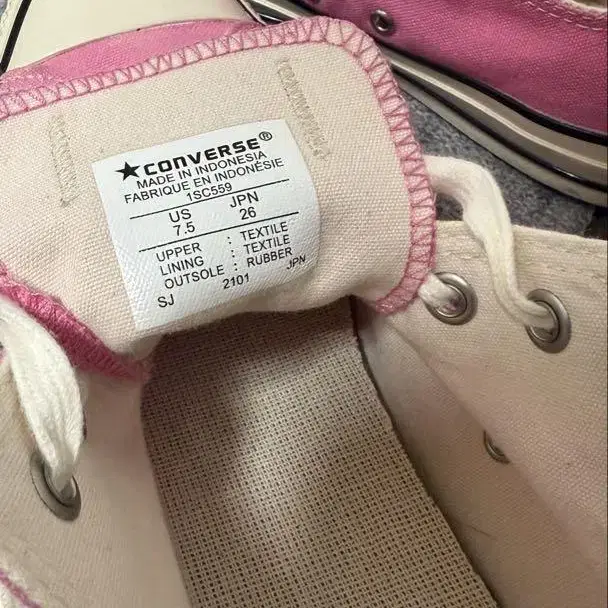 ★CONVERSE®
MADE IN INDONESIA
FABRIQUE EN INDONÉSIE
1SC559
US JPN
7.5 26
UPPER : TEXTILE
LINING : TEXTILE
OUTSOLE : RUBBER
SJ 2101 JPN